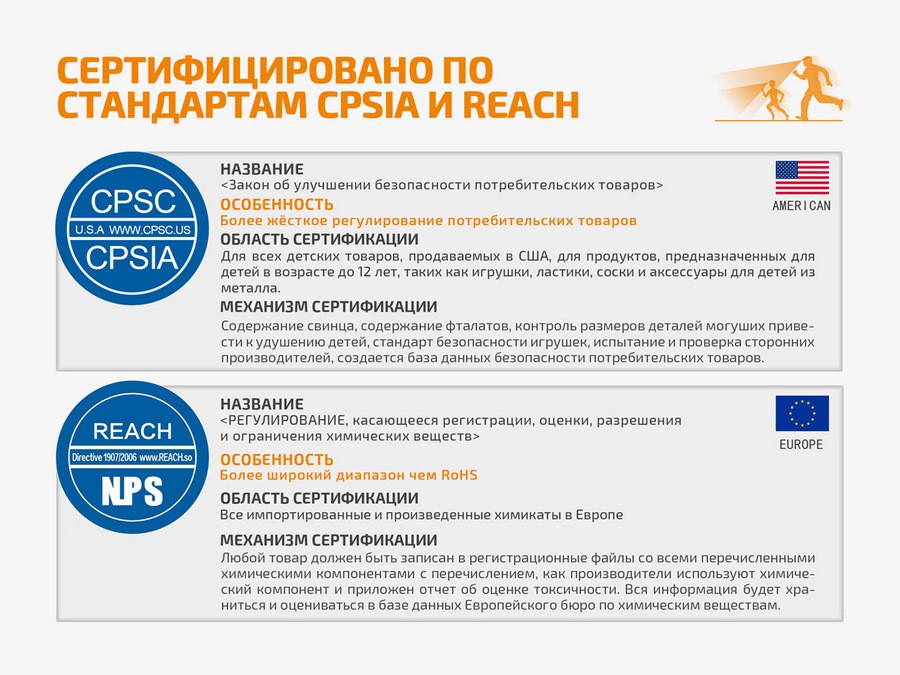 СЕРТИФИЦИРОВАНО ПО
СТАНДАРТАМ CPSIA И REACH
CPSC
U.S.A WWW.CPSC.US
CPSIA
НАЗВАНИЕ
<Закон об улучшении безопасности потребительских товаров>
ОСОБЕННОСТЬ
Более жёсткое регулирование потребительских товаров
ОБЛАСТЬ СЕРТИФИКАЦИИ
Для всех детских товаров, продаваемых в США, для продуктов, предназначенных для
детей в возрасте до 12 лет, таких как игрушки, ластики, соски и аксессуары для детей из
металла.
МЕХАНИЗМ СЕРТИФИКАЦИИ
Содержание свинца, содержание фталатов, контроль размеров деталей могуших приве-
сти к удушению детей, стандарт безопасности игрушек, испытание и проверка сторонних
производителей, создается база данных безопасности потребительских товаров.
AMERICAN
REACH
Directive 1907/2006 www.REACH.so
NPS
НАЗВАНИЕ
<РЕГУЛИРОВАНИЕ, касающееся регистрации, оценки, разрешения
и ограничения химических веществ>
ОСОБЕННОСТЬ
Более широкий диапазон чем RoHS
ОБЛАСТЬ СЕРТИФИКАЦИИ
Все импортированные и произведенные химикаты в Европе
МЕХАНИЗМ СЕРТИФИКАЦИИ
Любой товар должен быть записан в регистрационные файлы со всеми перечисленными
химическими компонентами с перечислением, как производители используют химиче-
ский компонент и приложен отчет об оценке токсичности. Вся информация будет хра-
ниться и оцениваться в базе данных Европейского бюро по химическим веществам.
EUROPE